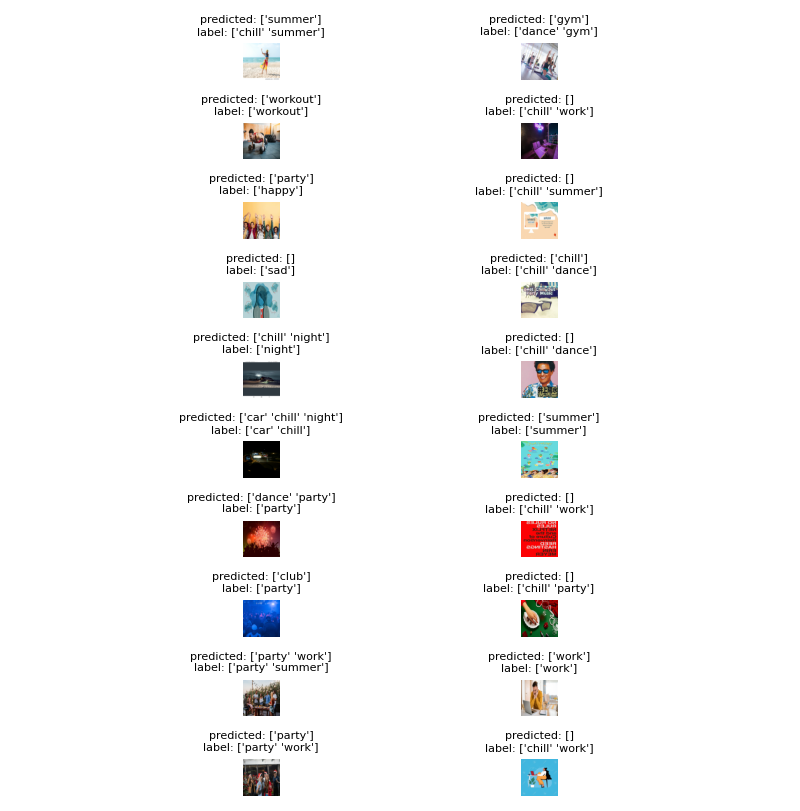 predicted: ['summer']
label: ['chill' 'summer']
predicted: ['gym']
label: ['dance' 'gym']
predicted: ['workout']
label: ['workout']
predicted: []
label: ['chill' 'work']
predicted: ['party']
label: ['happy']
predicted: []
label: ['chill' 'summer']
predicted: []
label: ['sad']
predicted: ['chill']
label: ['chill' 'dance']
predicted: ['chill' 'night']
label: ['night']
predicted: []
label: ['chill' 'dance']
predicted: ['car' 'chill' 'night']
label: ['car' 'chill']
predicted: ['summer']
label: ['summer']
predicted: ['dance' 'party']
label: ['party']
predicted: []
label: ['chill' 'work']
predicted: ['club']
label: ['party']
predicted: []
label: ['chill' 'party']
predicted: ['party' 'work']
label: ['party' 'summer']
predicted: ['work']
label: ['work']
predicted: ['party']
label: ['party' 'work']
predicted: []
label: ['chill' 'work']